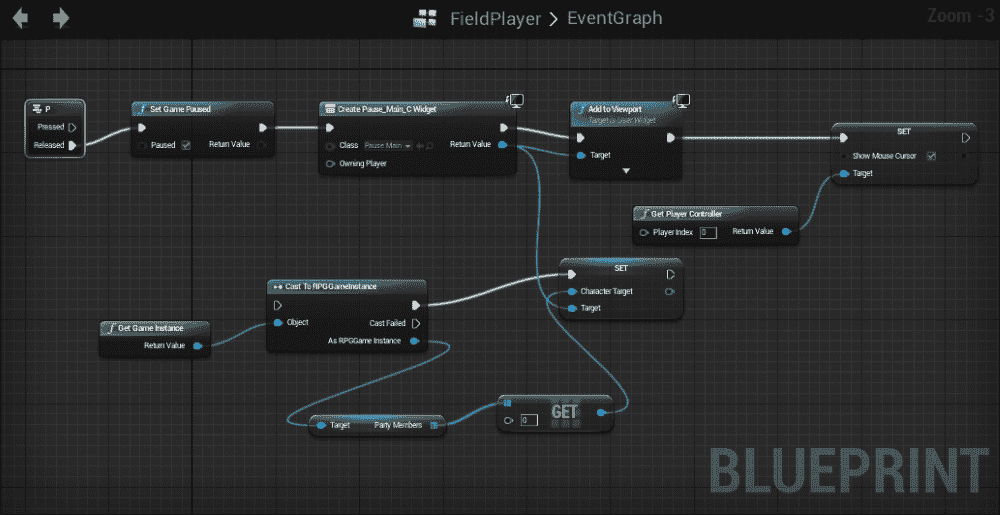 FieldPlayer > EventGraph
Zoom -3
P
Pressed
Released
Set Game Paused
Paused
Return Value
Create Pause_Main_C Widget
Class
Pause Main
Return Value
Owning Player
Add to Viewport
Target is User Widget
Target
SET
Show Mouse Cursor
Target
Get Player Controller
Player Index
0
Return Value
SET
Character Target
Target
Cast To RPGGameInstance
Object
Cast Failed
As RPGGame Instance
Get Game Instance
Return Value
Target
Party Members
GET
0
BLUEPRINT